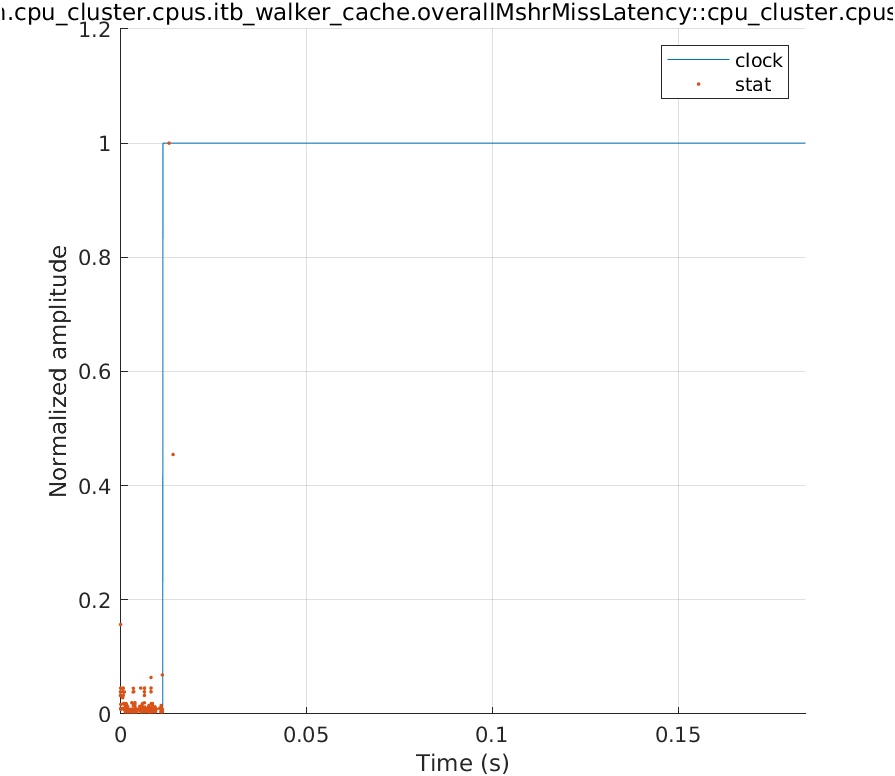 .cpu_cluster.cpus.itb_walker_cache.overallMshrMissLatency::cpu_cluster.cpus
1.2
1
0.8
0.6
0.4
0.2
0
Normalized amplitude
clock
stat
0 0.05 0.1 0.15
Time (s)